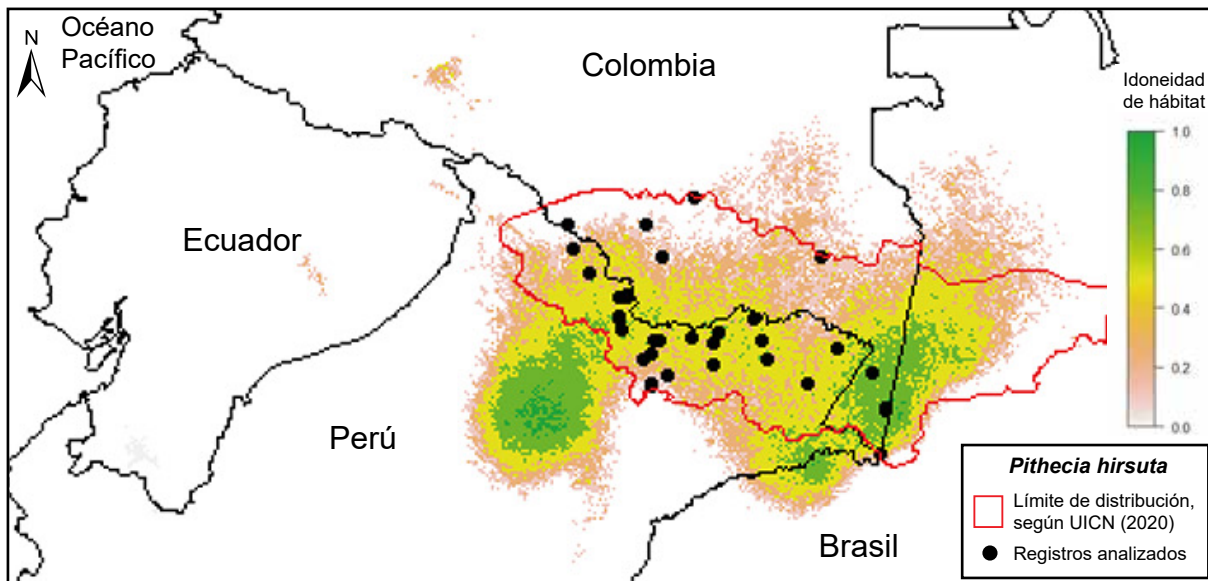 Océano
Pacífico
N
Colombia
Idoneidad
de hábitat
1.0
0.8
0.6
0.4
0.2
0.0
Ecuador
Perú
Brasil
Pithecia hirsuta
Límite de distribución,
según UICN (2020)
Registros analizados